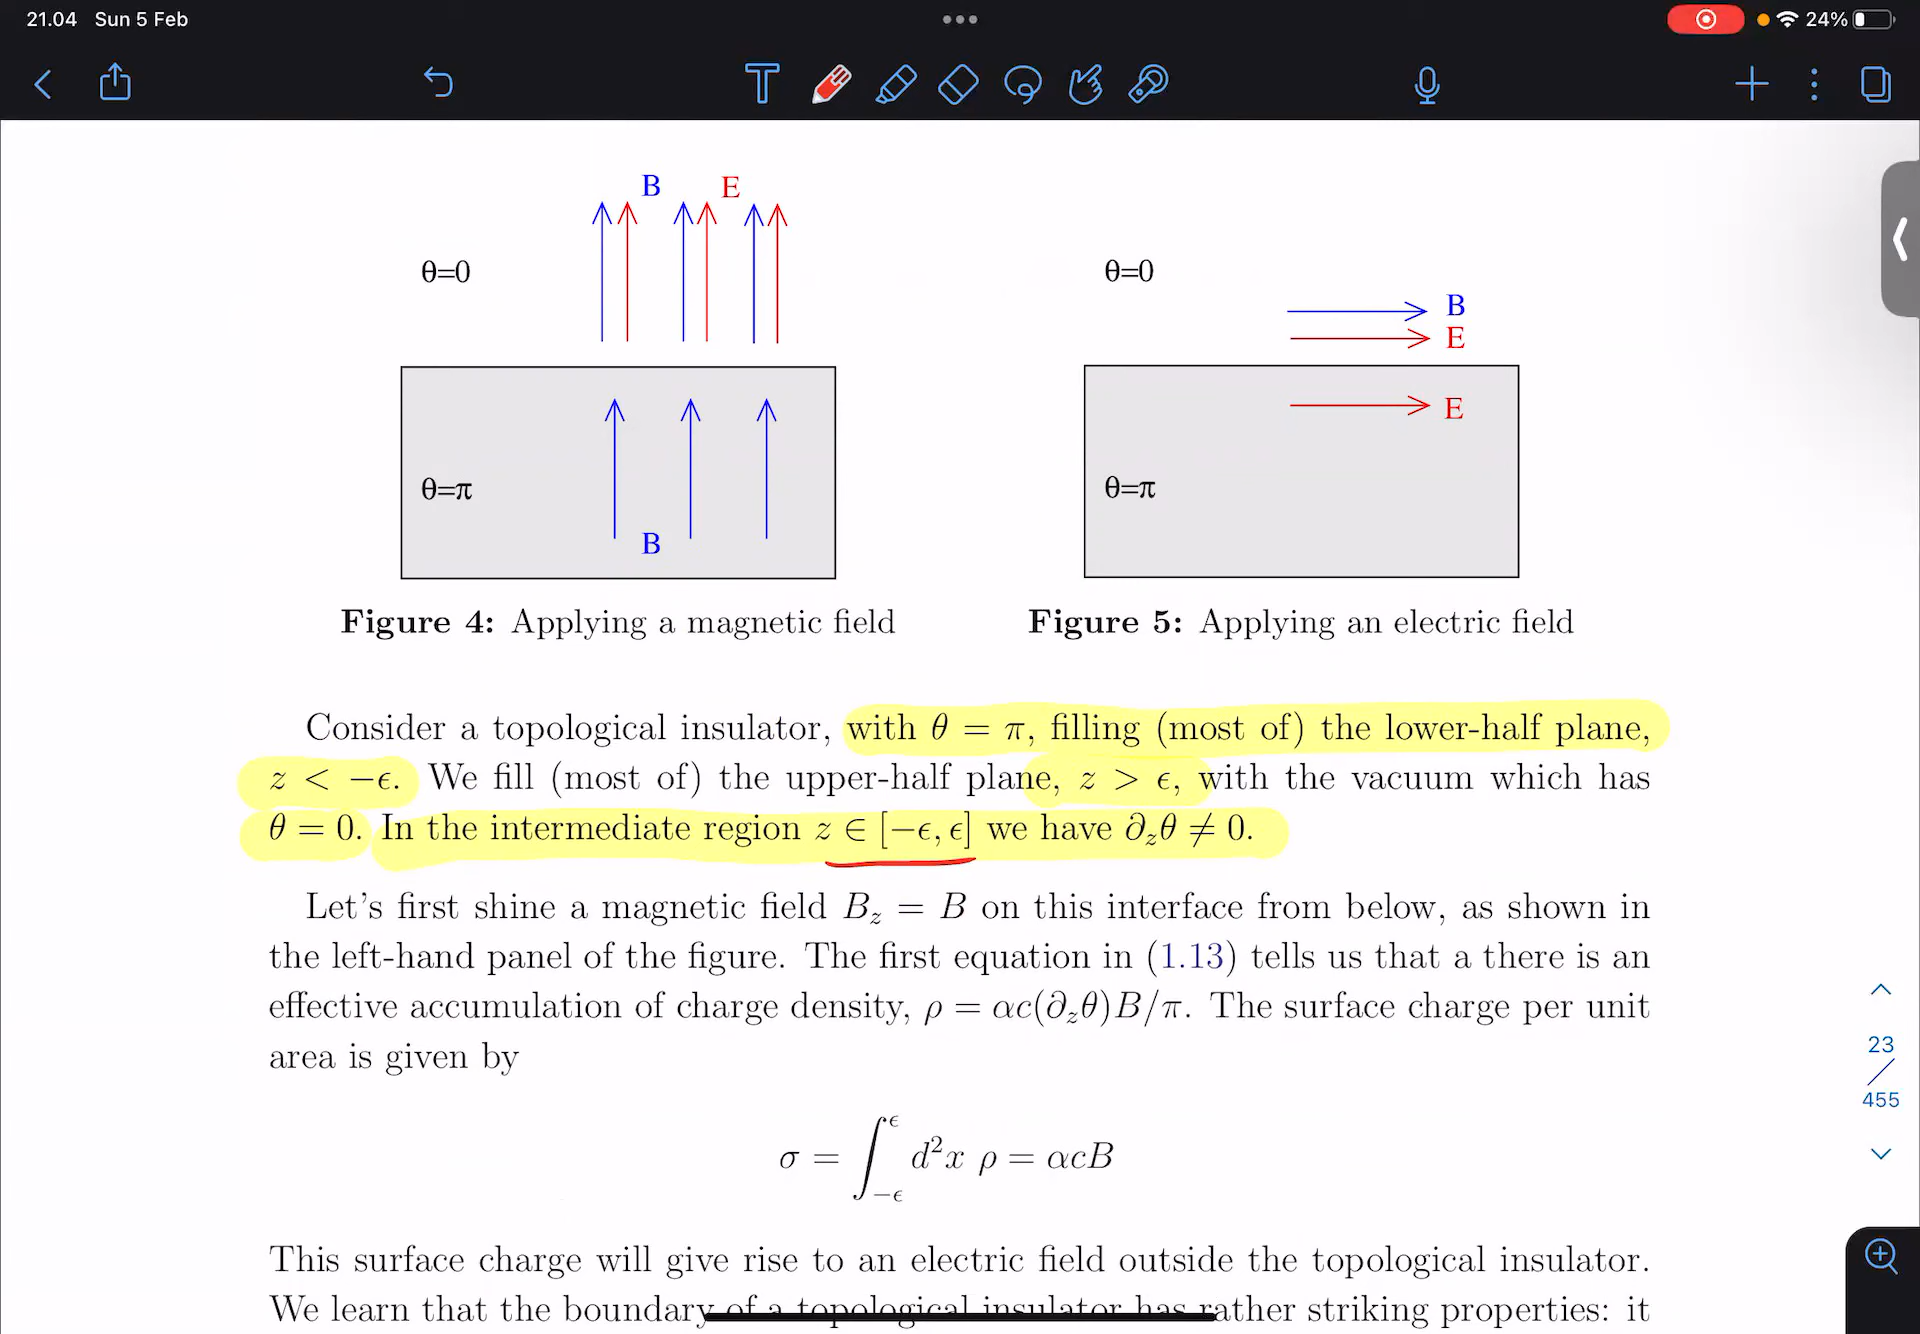 21.04 Sun 5 Feb
24%
B E
θ=0
θ=π
B
θ=0
B
E
E
θ=π
Figure 4: Applying a magnetic field
Figure 5: Applying an electric field
Consider a topological insulator, with θ = π, filling (most of) the lower-half plane,
z < −ϵ. We fill (most of) the upper-half plane, z > ϵ, with the vacuum which has
θ = 0. In the intermediate region z ∈ [−ϵ, ϵ] we have ∂_zθ ≠ 0.
Let's first shine a magnetic field B_z = B on this interface from below, as shown in
the left-hand panel of the figure. The first equation in (1.13) tells us that a there is an
effective accumulation of charge density, ρ = αc(∂_zθ)B/π. The surface charge per unit
area is given by
σ = ∫_{−ϵ}^{ϵ} d²x ρ = αcB
This surface charge will give rise to an electric field outside the topological insulator.
We learn that the boundary of a topological insulator has rather striking properties: it
23
/
455